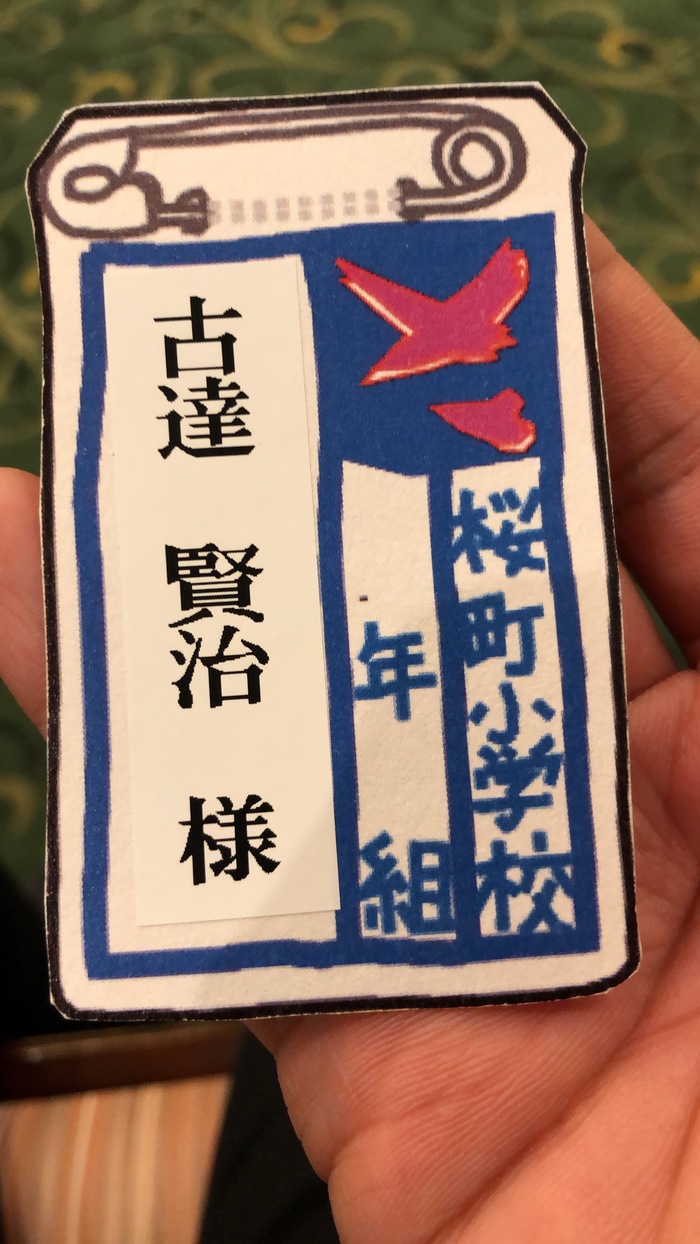 桜町小学校
年 組
古達 賢治 様